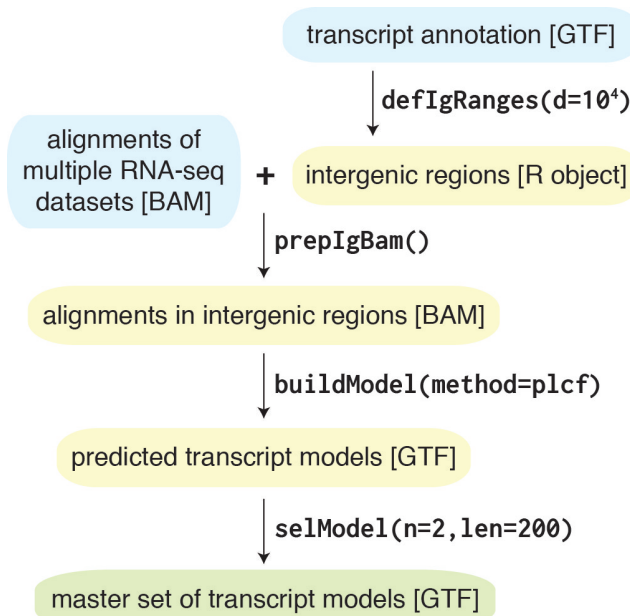 transcript annotation [GTF]
defIgRanges(d=10⁴)
alignments of
multiple RNA-seq
datasets [BAM]
+
intergenic regions [R object]
prepIgBam()
alignments in intergenic regions [BAM]
buildModel(method=plcf)
predicted transcript models [GTF]
selModel(n=2,len=200)
master set of transcript models [GTF]